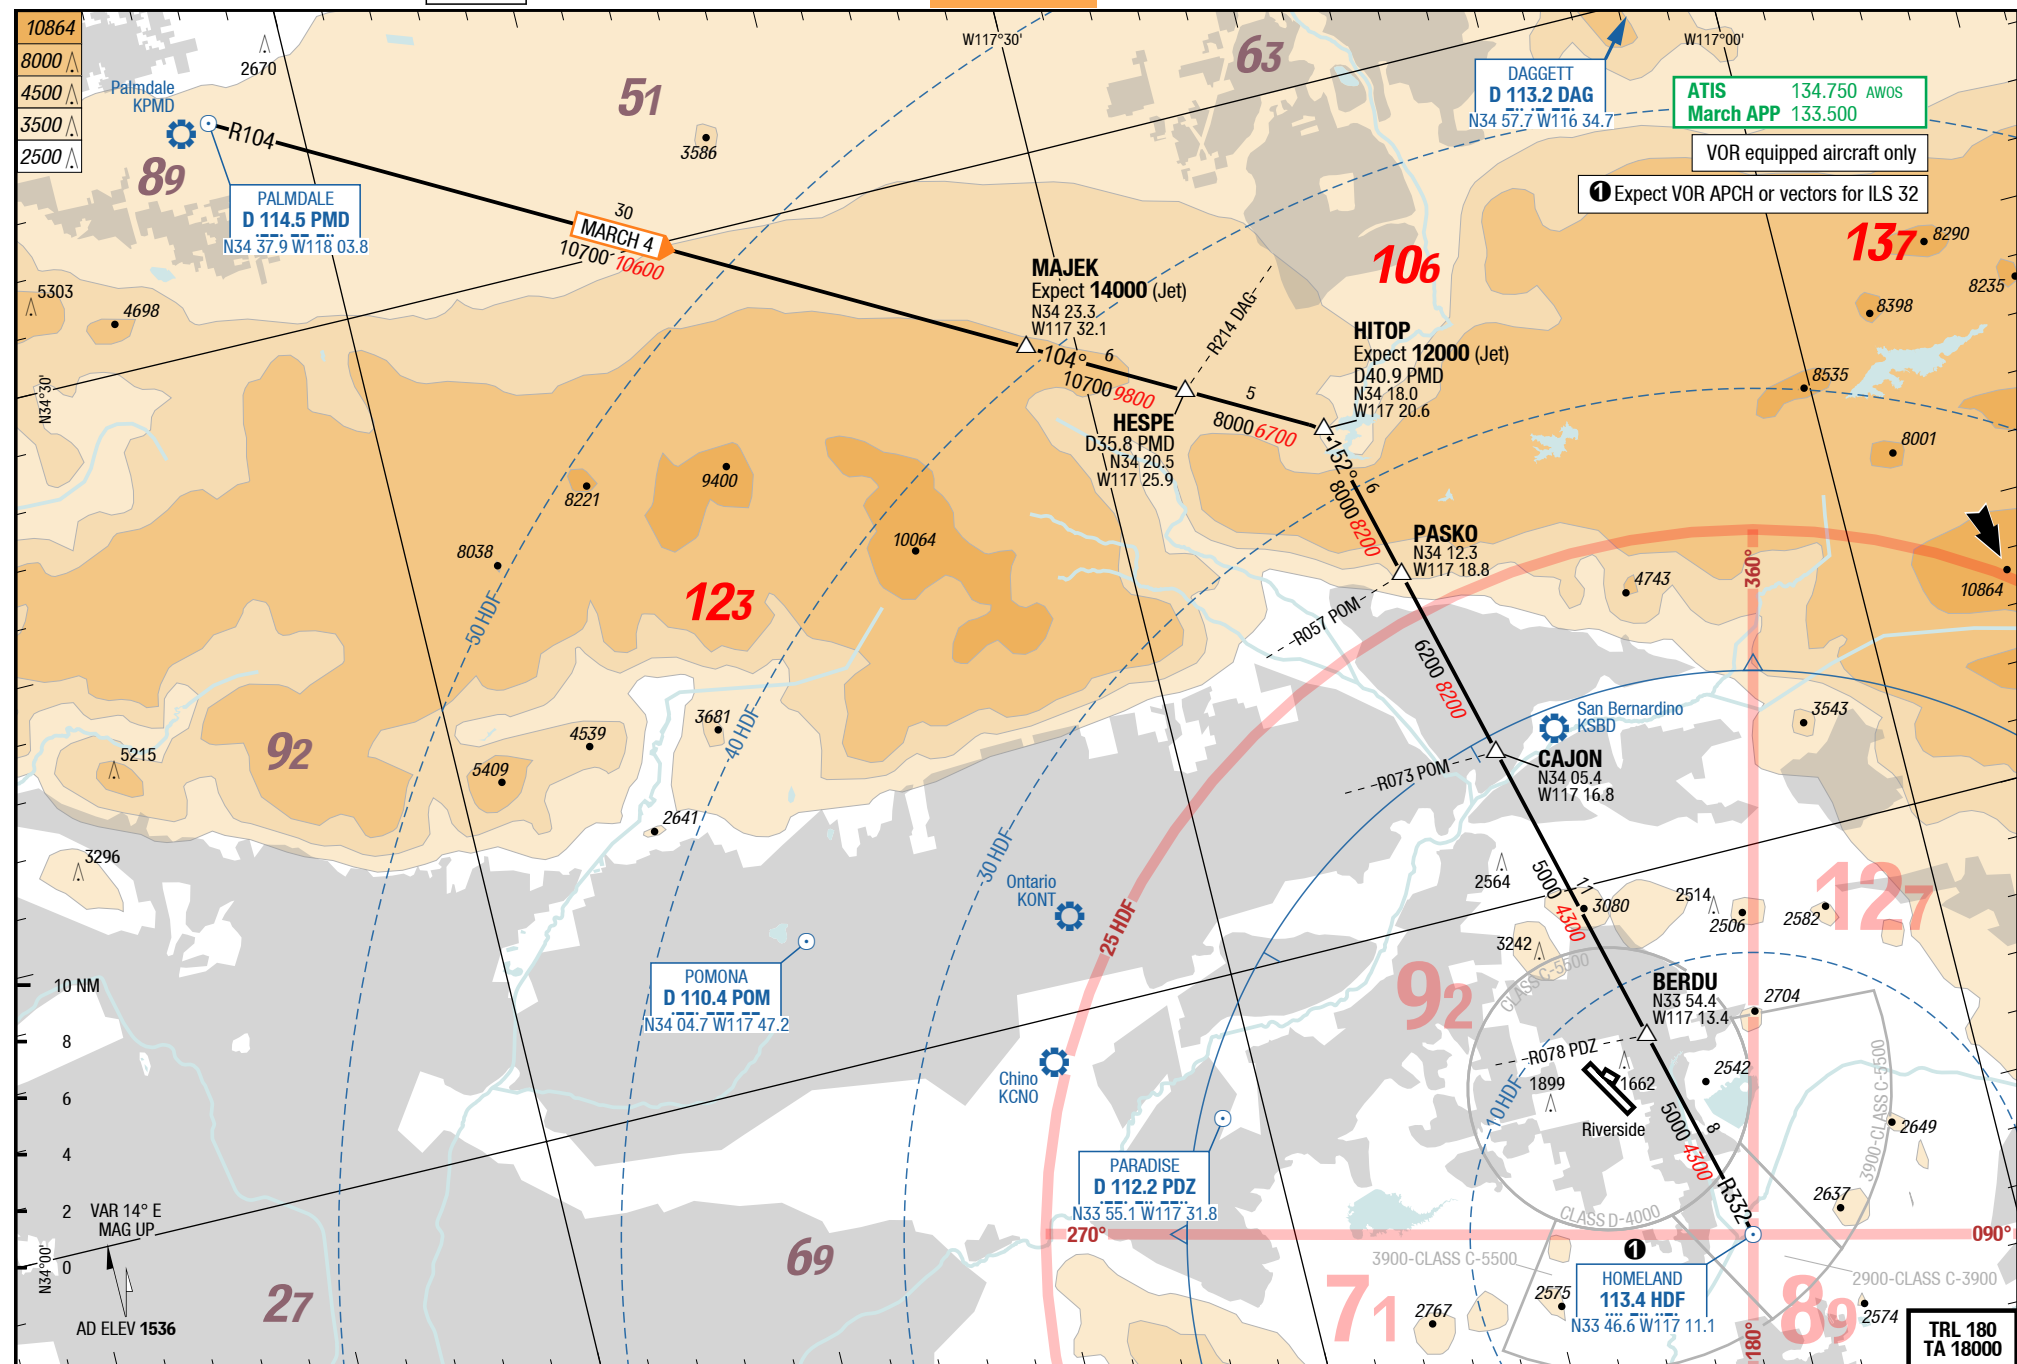 10864
8000
4500
3500
2500
2670
Palmdale
KPMD
R104
89
PALMDALE
D 114.5 PMD
N34 37.9 W118 03.8
51
3586
W117°30'
63
DAGGETT
D 113.2 DAG
N34 57.7 W116 34.7
W117°00'
ATIS 134.750 AWOS
March APP 133.500
VOR equipped aircraft only
1 Expect VOR APCH or vectors for ILS 32
30
MARCH 4
10700 10600
5303
4698
N34°30'
MAJEK
Expect 14000 (Jet)
N34 23.3
W117 32.1
104°
6
10700 9800
R214 DAG
106
137
8290
8235
8398
HITOP
Expect 12000 (Jet)
D40.9 PMD
N34 18.0
W117 20.6
5
8000 6700
HESPE
D35.8 PMD
N34 20.5
W117 25.9
8535
8001
152°
6
8000 8200
8221
9400
10064
8038
123
50 HDF
PASKO
N34 12.3
W117 18.8
R057 POM
360°
4743
10864
6200 8200
92
5215
5409
4539
3681
40 HDF
2641
3296
San Bernardino
KSBD
3543
R073 POM
CAJON
N34 05.4
W117 16.8
30 HDF
Ontario
KONT
25 HDF
2564
5000 4300
11
3080
2514
2506
2582
127
3242
CLASS C-5500
92
POMONA
D 110.4 POM
N34 04.7 W117 47.2
BERDU
N33 54.4
W117 13.4
2704
R078 PDZ
1899
1662
2542
Riverside
10 HDF
3900-CLASS C-5500
2649
Chino
KCNO
10 NM
8
6
4
2
0
5000 4300
8
R332
PARADISE
D 112.2 PDZ
N33 55.1 W117 31.8
2637
CLASS D-4000
270°
090°
VAR 14° E
MAG UP
N34°00'
AD ELEV 1536
27
69
3900-CLASS C-5500
1
HOMELAND
113.4 HDF
N33 46.6 W117 11.1
2900-CLASS C-3900
71
2767
2575
180°
89
2574
TRL 180
TA 18000